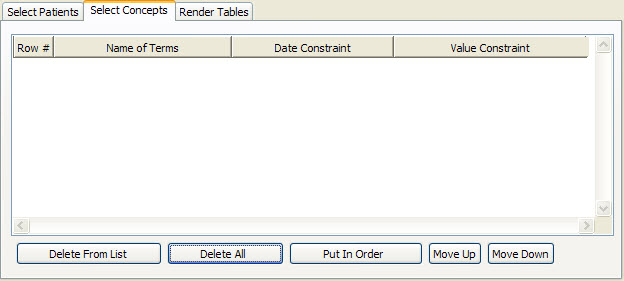 Select Patients Select Concepts Render Tables
Row # Name of Terms Date Constraint Value Constraint
Delete From List Delete All Put In Order Move Up Move Down